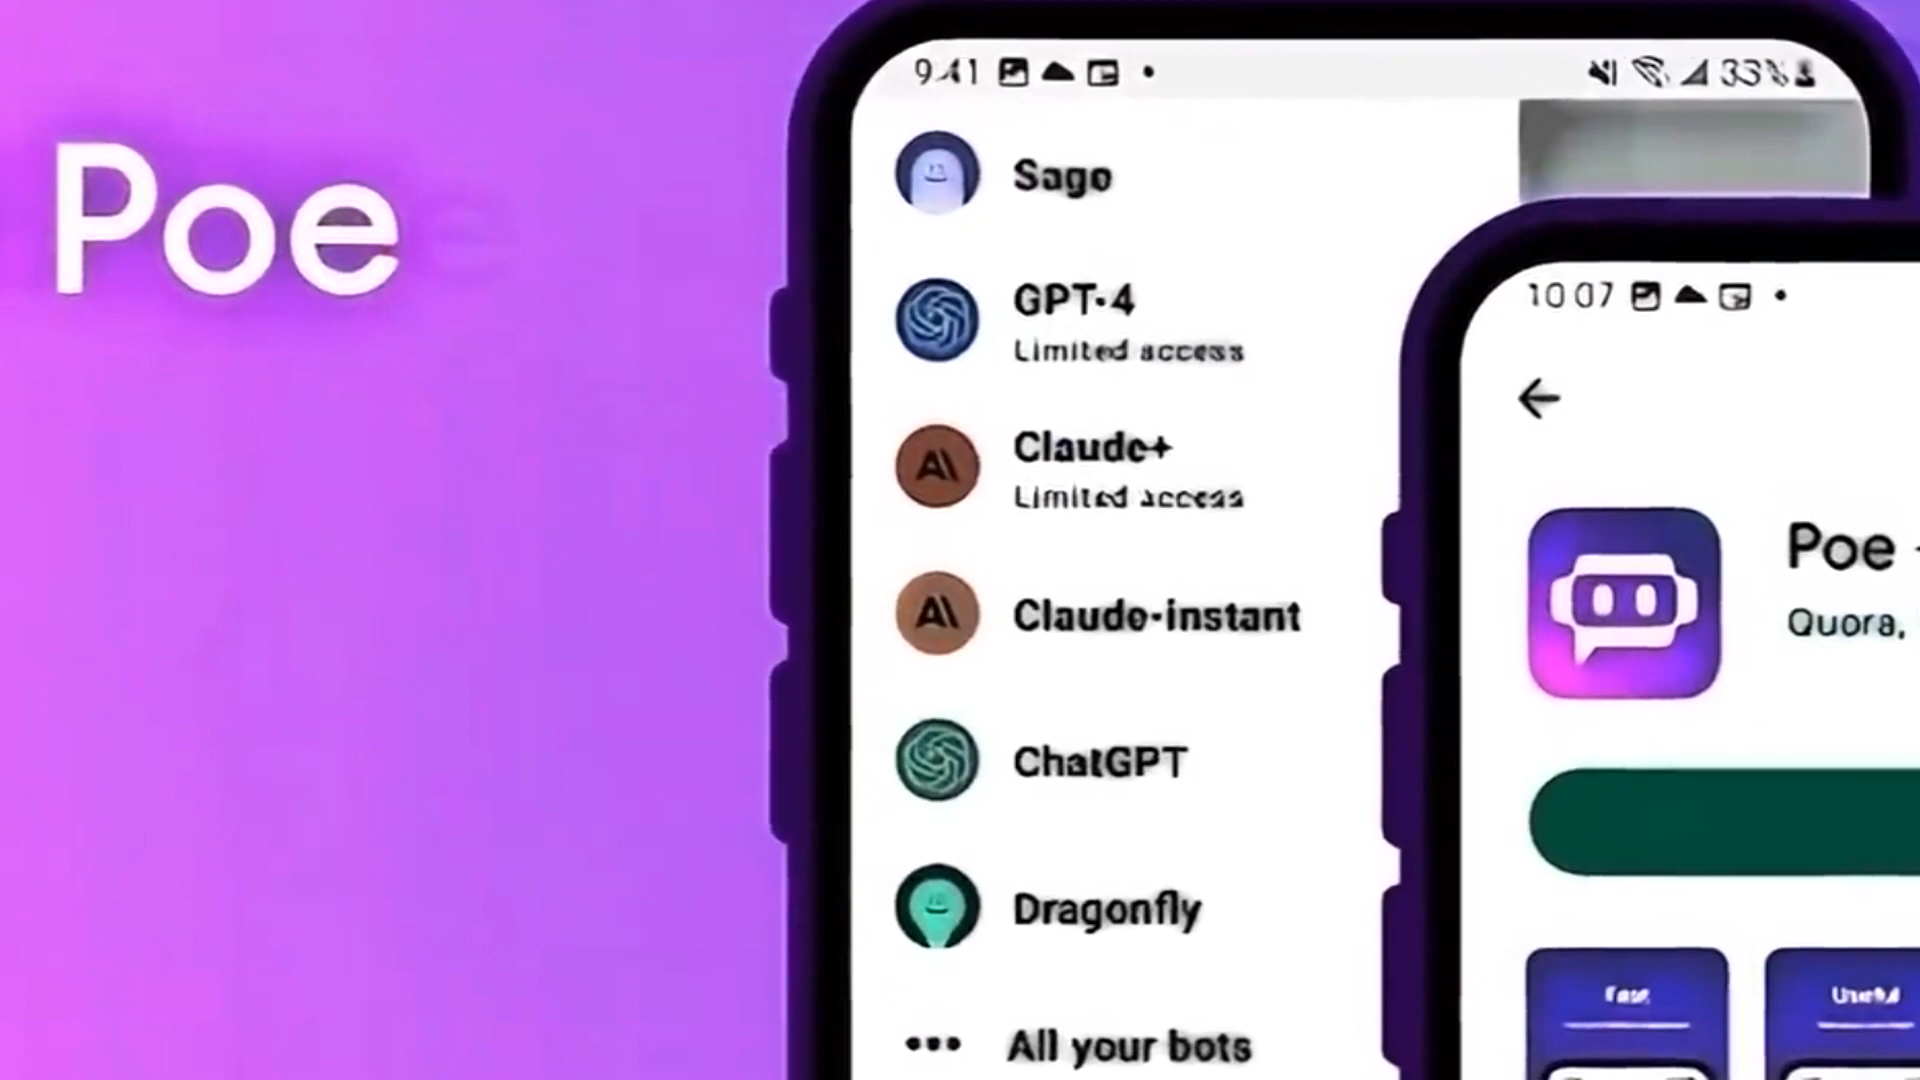 Poe
9:41
33%
Sage
GPT-4
Limited access
Claude+
Limited access
Claude-instant
ChatGPT
Dragonfly
All your bots
10 07
Poe -
Quora,
Fast
Useful